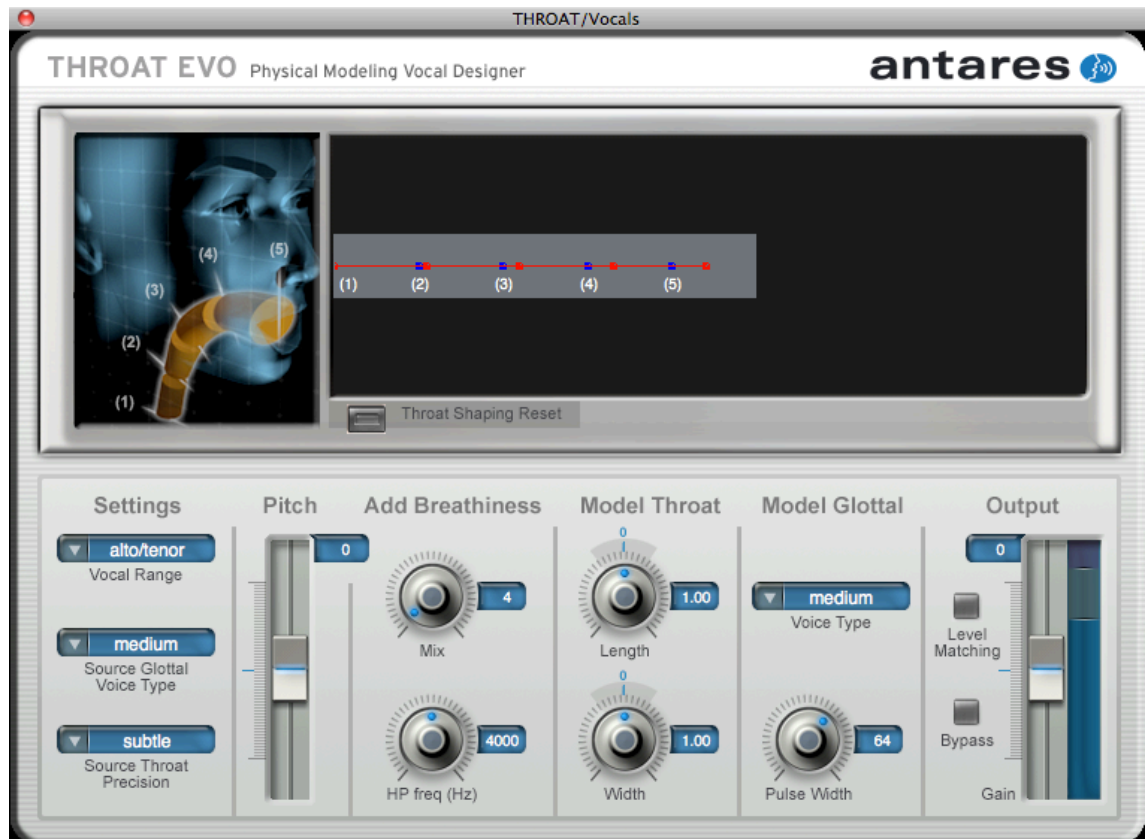 THROAT/Vocals
THROAT EVO Physical Modeling Vocal Designer
antares
(1)
(2)
(3)
(4)
(5)
(1) (2) (3) (4) (5)
Throat Shaping Reset
Settings
alto/tenor
Vocal Range
medium
Source Glottal
Voice Type
subtle
Source Throat
Precision
Pitch
0
Add Breathiness
4
Mix
4000
HP freq (Hz)
Model Throat
0
1.00
Length
0
1.00
Width
Model Glottal
medium
Voice Type
64
Pulse Width
Output
0
Level
Matching
Bypass
Gain